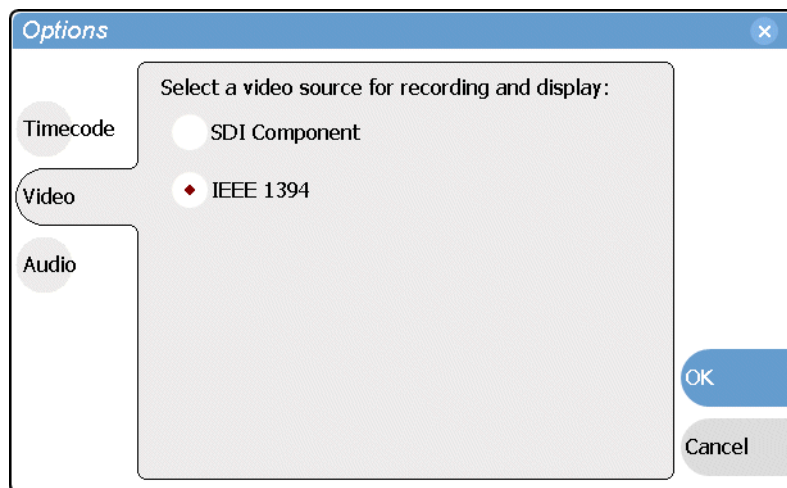 Options
Select a video source for recording and display:
Timecode
SDI Component
Video
IEEE 1394
Audio
OK
Cancel